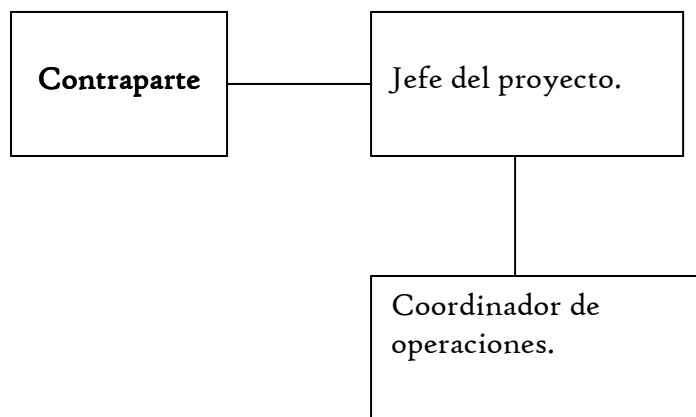 Contraparte
Jefe del proyecto.
Coordinador de
operaciones.